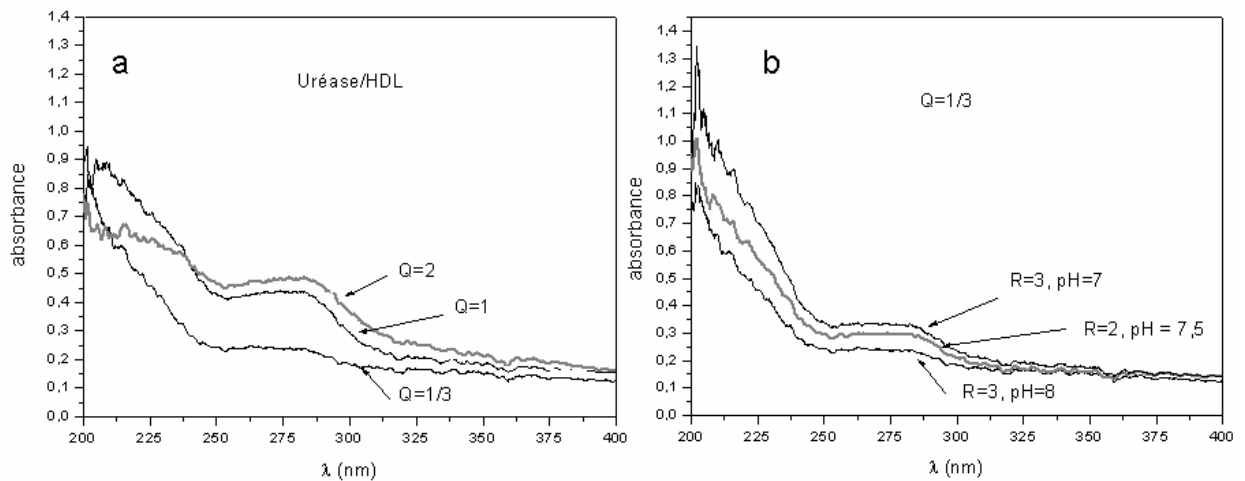 a
Uréase/HDL
1,4
1,3
1,2
1,1
1,0
0,9
0,8
0,7
0,6
0,5
0,4
0,3
0,2
0,1
0,0
absorbance
Q=2
Q=1
Q=1/3
200 225 250 275 300 325 350 375 400
λ (nm)
b
Q=1/3
1,4
1,3
1,2
1,1
1,0
0,9
0,8
0,7
0,6
0,5
0,4
0,3
0,2
0,1
0,0
absorbance
R=3, pH=7
R=2, pH = 7,5
R=3, pH=8
200 225 250 275 300 325 350 375 400
λ (nm)